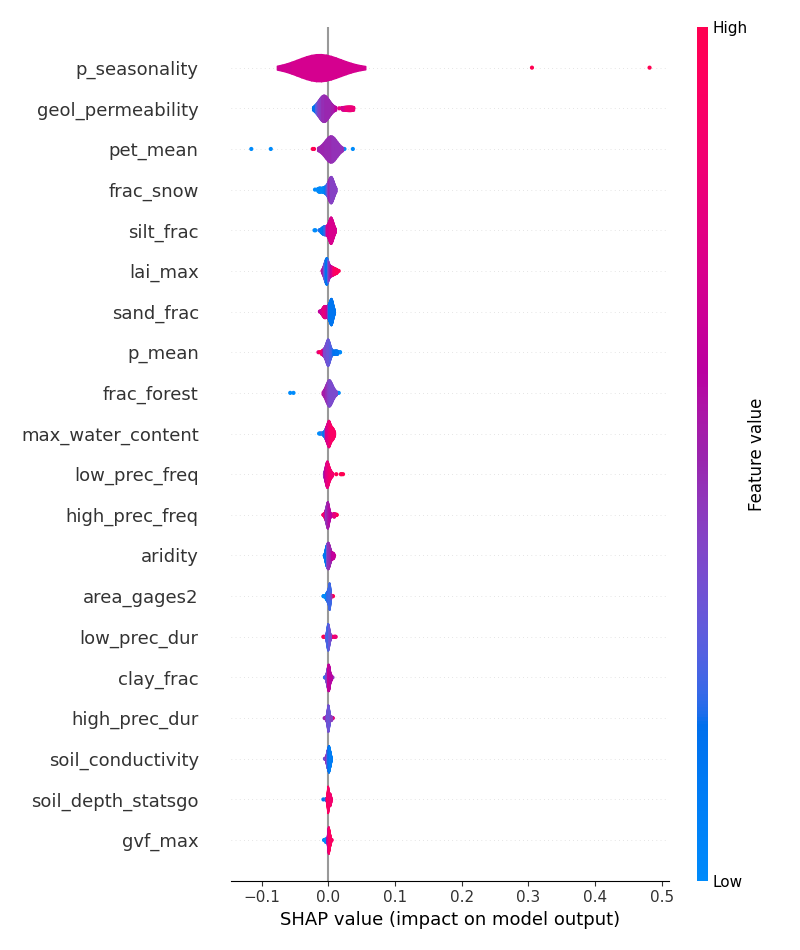 High
p_seasonality
geol_permeability
pet_mean
frac_snow
silt_frac
lai_max
sand_frac
p_mean
frac_forest
max_water_content
low_prec_freq
high_prec_freq
aridity
area_gages2
low_prec_dur
clay_frac
high_prec_dur
soil_conductivity
soil_depth_statsgo
gvf_max
Feature value
Low
−0.1 0.0 0.1 0.2 0.3 0.4 0.5
SHAP value (impact on model output)